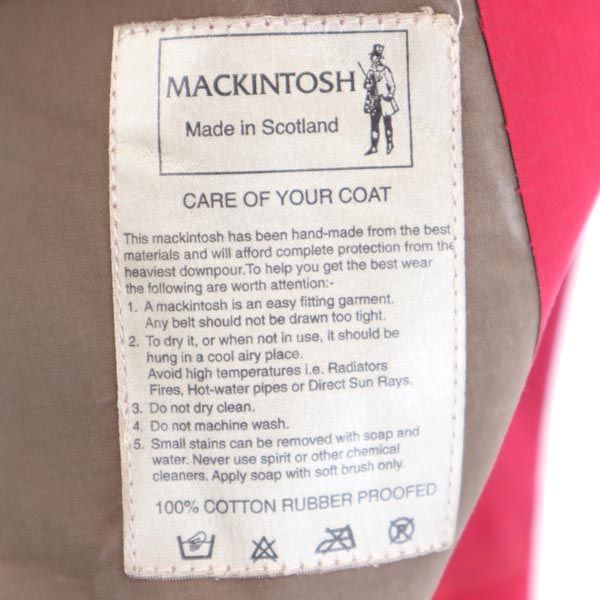 MACKINTOSH
Made in Scotland
CARE OF YOUR COAT
This mackintosh has been hand-made from the best
materials and will afford complete protection from the
heaviest downpour.To help you get the best wear
the following are worth attention:-
1. A mackintosh is an easy fitting garment.
Any belt should not be drawn too tight.
2. To dry it, or when not in use, it should be
hung in a cool airy place.
Avoid high temperatures i.e. Radiators
Fires, Hot-water pipes or Direct Sun Rays.
3. Do not dry clean.
4. Do not machine wash.
5. Small stains can be removed with soap and
water. Never use spirit or other chemical
cleaners. Apply soap with soft brush only.
100% COTTON RUBBER PROOFED